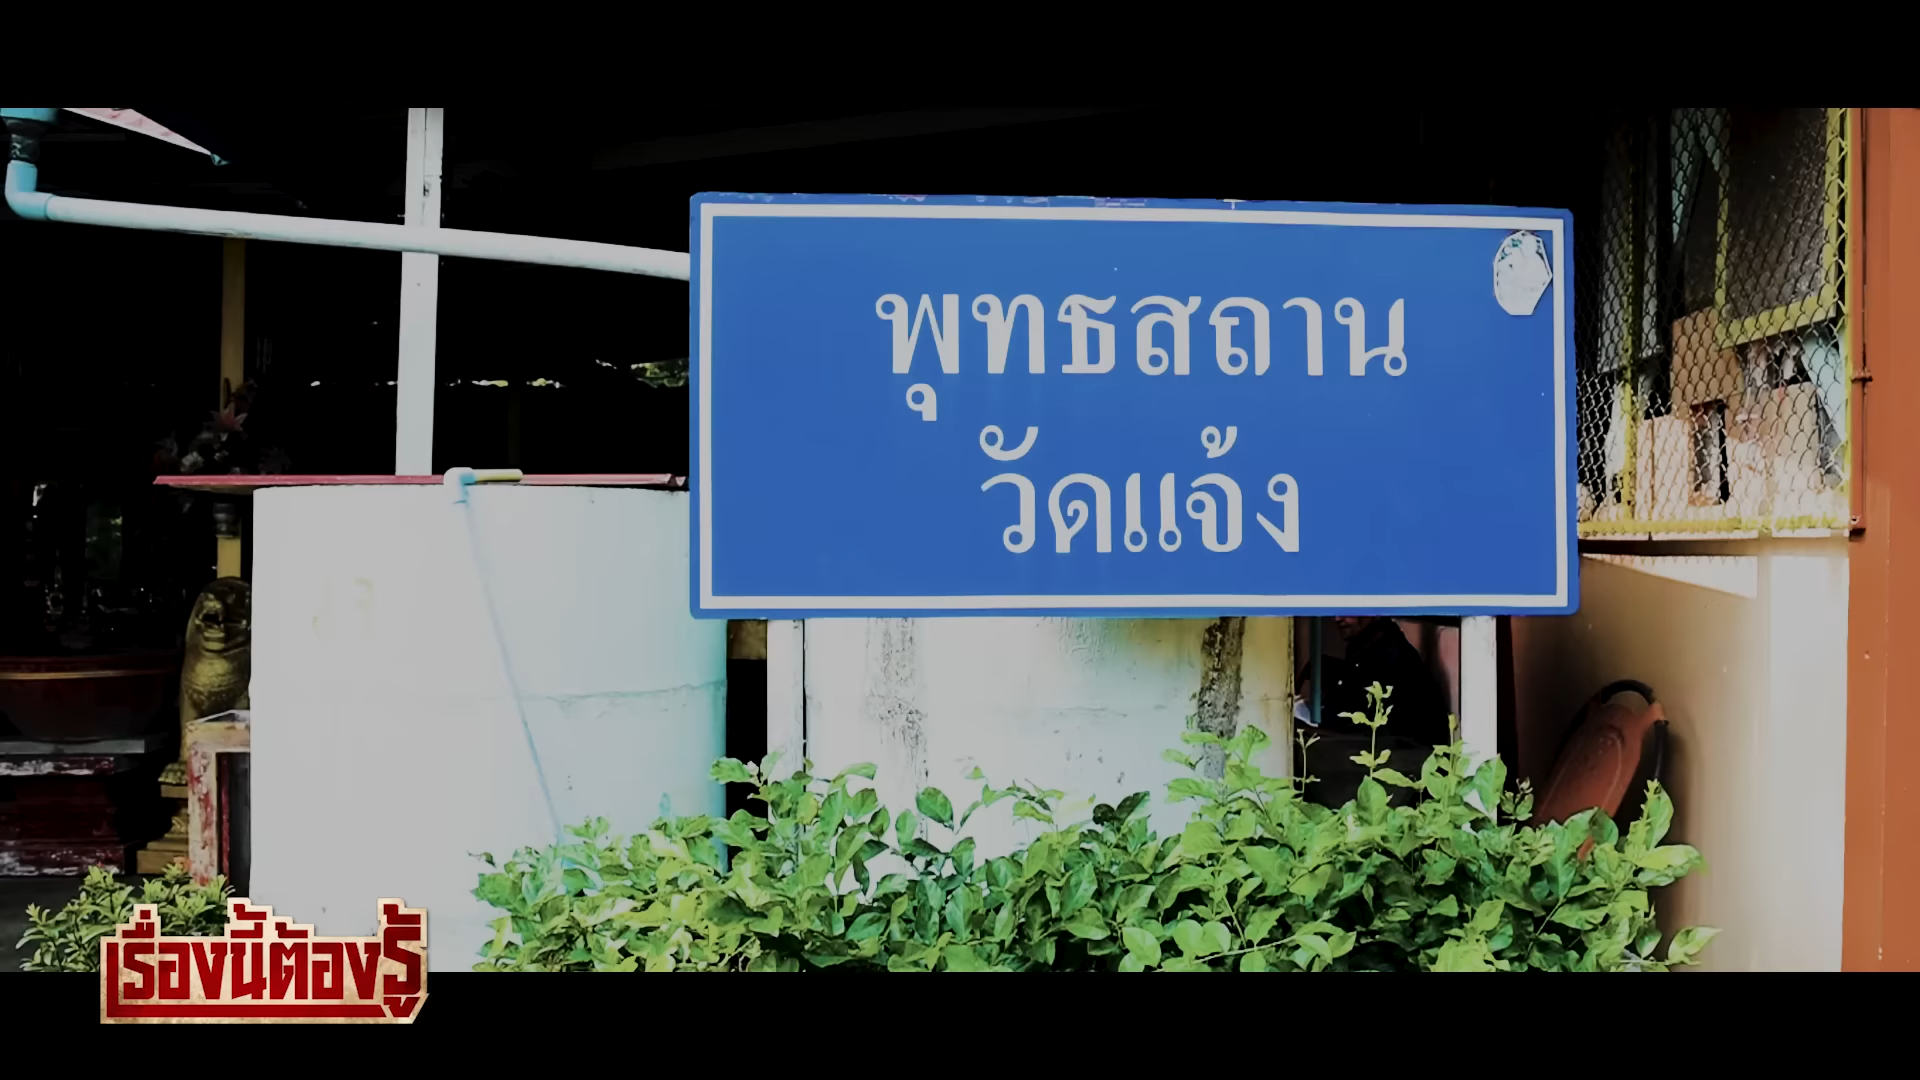 พุทธสถาน
วัดแจ้ง
เรื่องนี้ต้องรู้